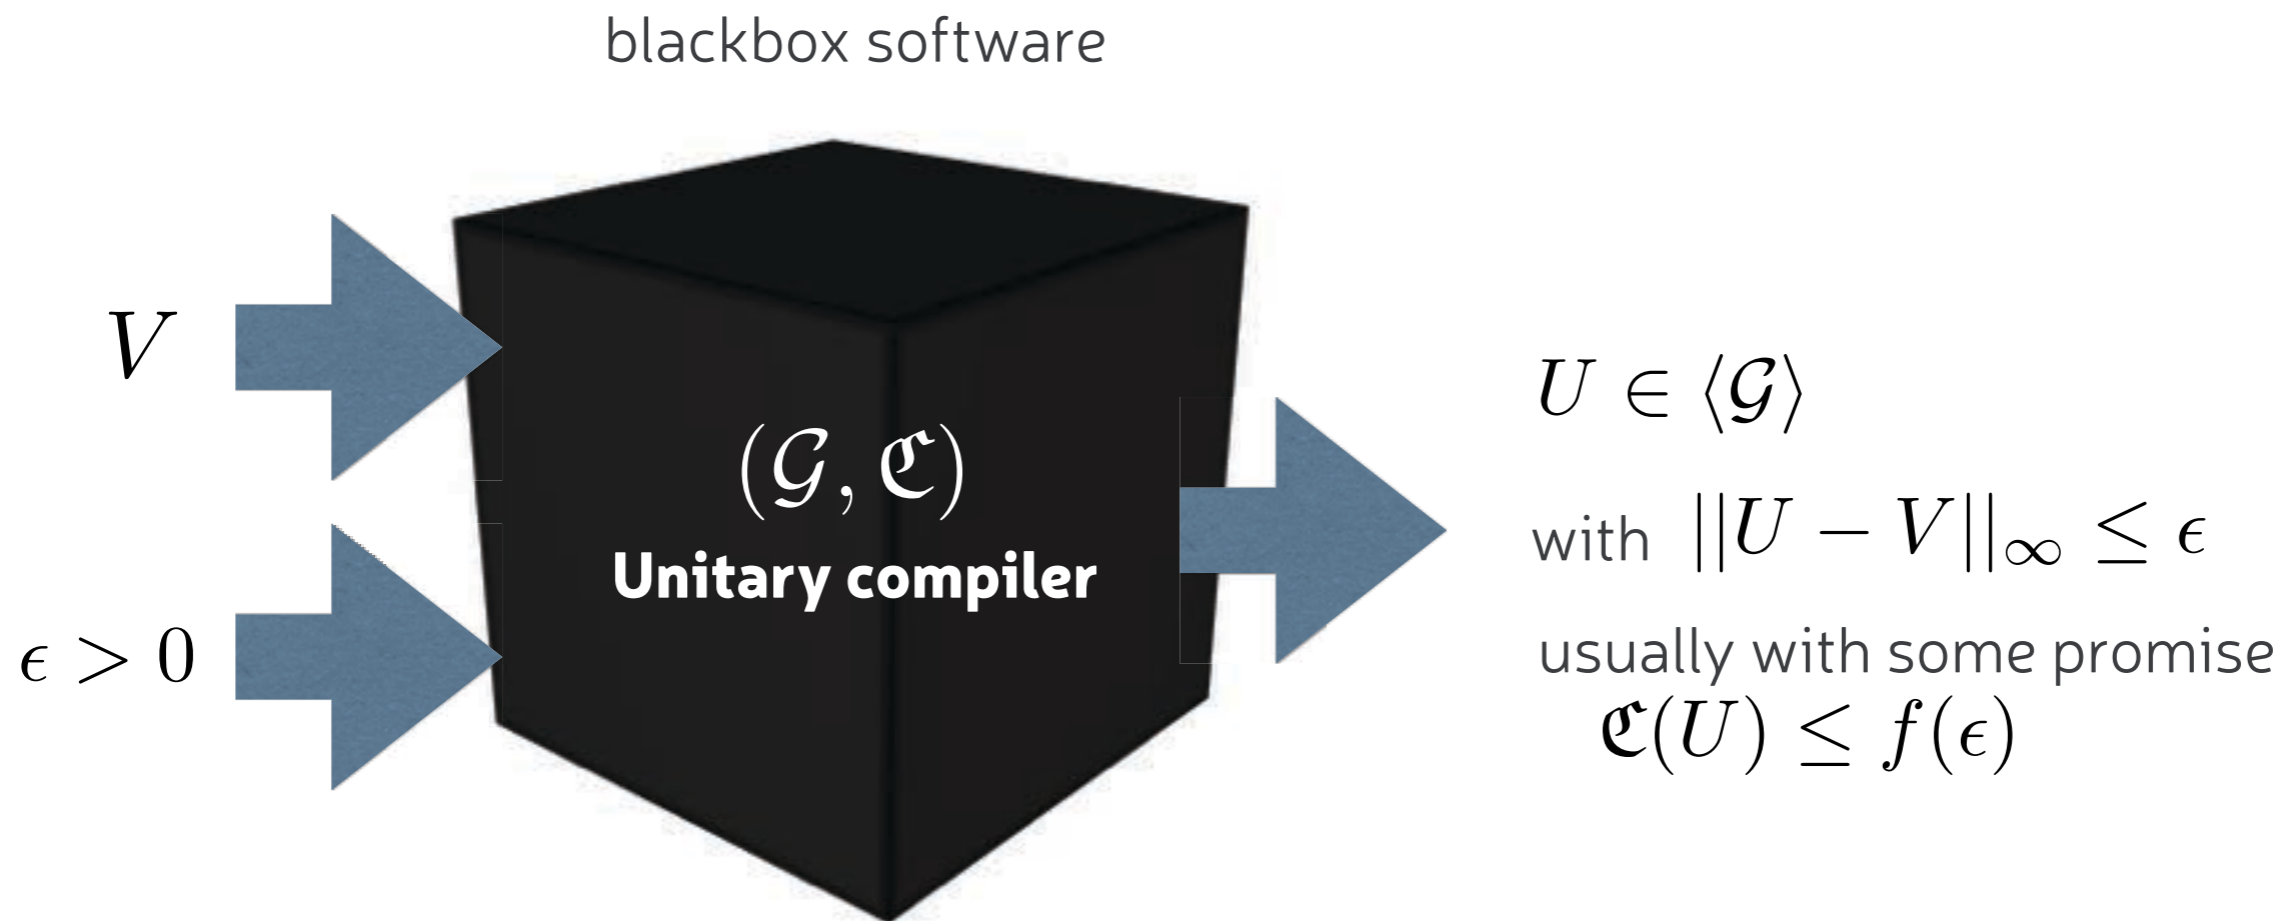 blackbox software
V
ϵ > 0
(𝒢, ℭ)
Unitary compiler
U ∈ ⟨𝒢⟩
with ||U − V||∞ ≤ ϵ
usually with some promise
ℭ(U) ≤ f(ϵ)